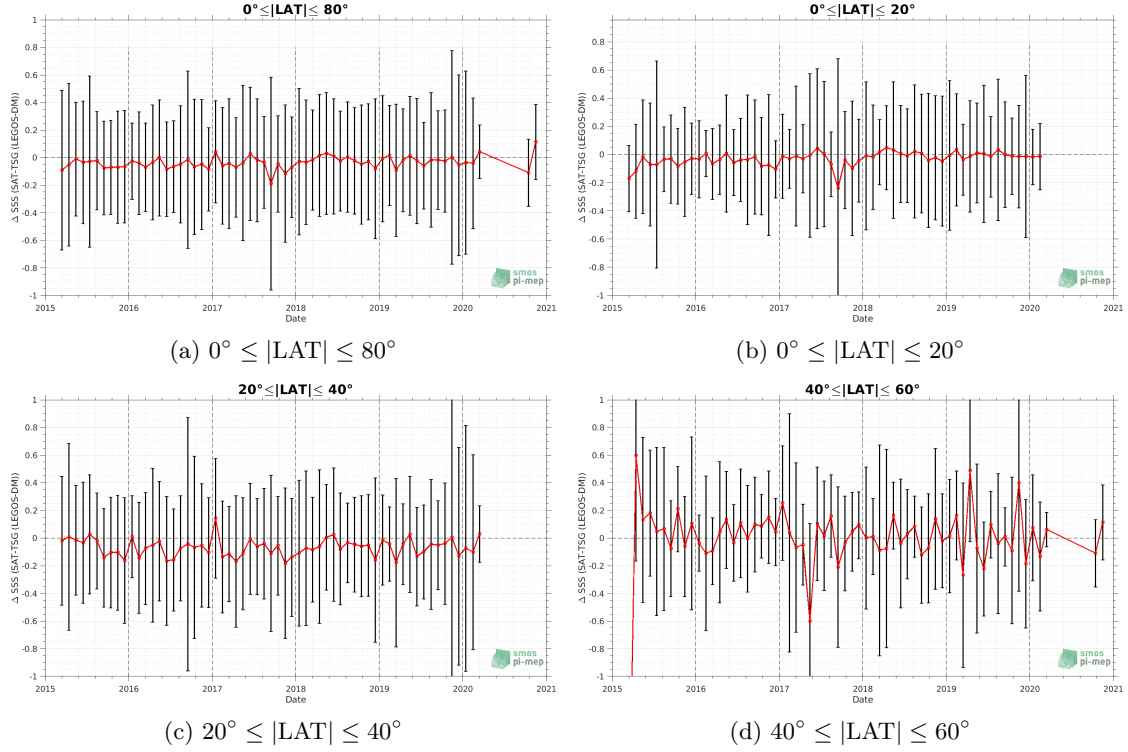 0°≤|LAT|≤ 80°
1
0.8
0.6
0.4
0.2
0
-0.2
-0.4
-0.6
-0.8
-1
Δ SSS (SAT-TSG (LEGOS-DM))
2015 2016 2017 2018 2019 2020 2021
Date
smos
pi-mep
(a) 0° ≤ |LAT| ≤ 80°
0°≤|LAT|≤ 20°
0.8
0.6
0.4
0.2
0
-0.2
-0.4
-0.6
-0.8
-1
Δ SSS (SAT-TSG (LEGOS-DM))
2015 2016 2017 2018 2019 2020 2021
Date
smos
pi-mep
(b) 0° ≤ |LAT| ≤ 20°
20°≤|LAT|≤ 40°
1
0.8
0.6
0.4
0.2
0
-0.2
-0.4
-0.6
-0.8
-1
Δ SSS (SAT-TSG (LEGOS-DM))
2015 2016 2017 2018 2019 2020 2021
Date
smos
pi-mep
(c) 20° ≤ |LAT| ≤ 40°
40°≤|LAT|≤ 60°
1
0.8
0.6
0.4
0.2
0
-0.2
-0.4
-0.6
-0.8
-1
Δ SSS (SAT-TSG (LEGOS-DM))
2015 2016 2017 2018 2019 2020 2021
Date
smos
pi-mep
(d) 40° ≤ |LAT| ≤ 60°